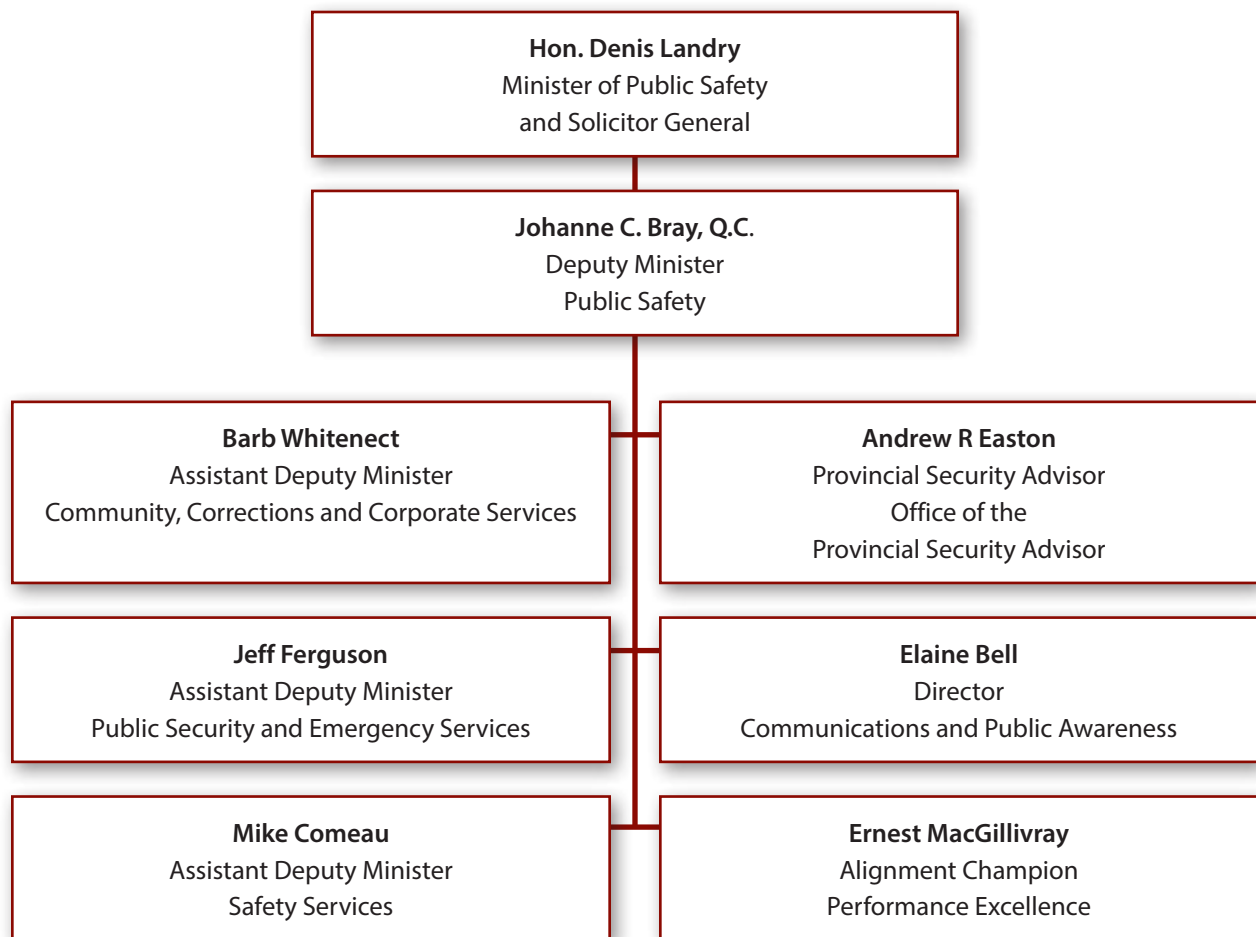 Hon. Denis Landry
Minister of Public Safety
and Solicitor General
Johanne C. Bray, Q.C.
Deputy Minister
Public Safety
Barb Whitenect
Assistant Deputy Minister
Community, Corrections and Corporate Services
Andrew R Easton
Provincial Security Advisor
Office of the
Provincial Security Advisor
Jeff Ferguson
Assistant Deputy Minister
Public Security and Emergency Services
Elaine Bell
Director
Communications and Public Awareness
Mike Comeau
Assistant Deputy Minister
Safety Services
Ernest MacGillivray
Alignment Champion
Performance Excellence